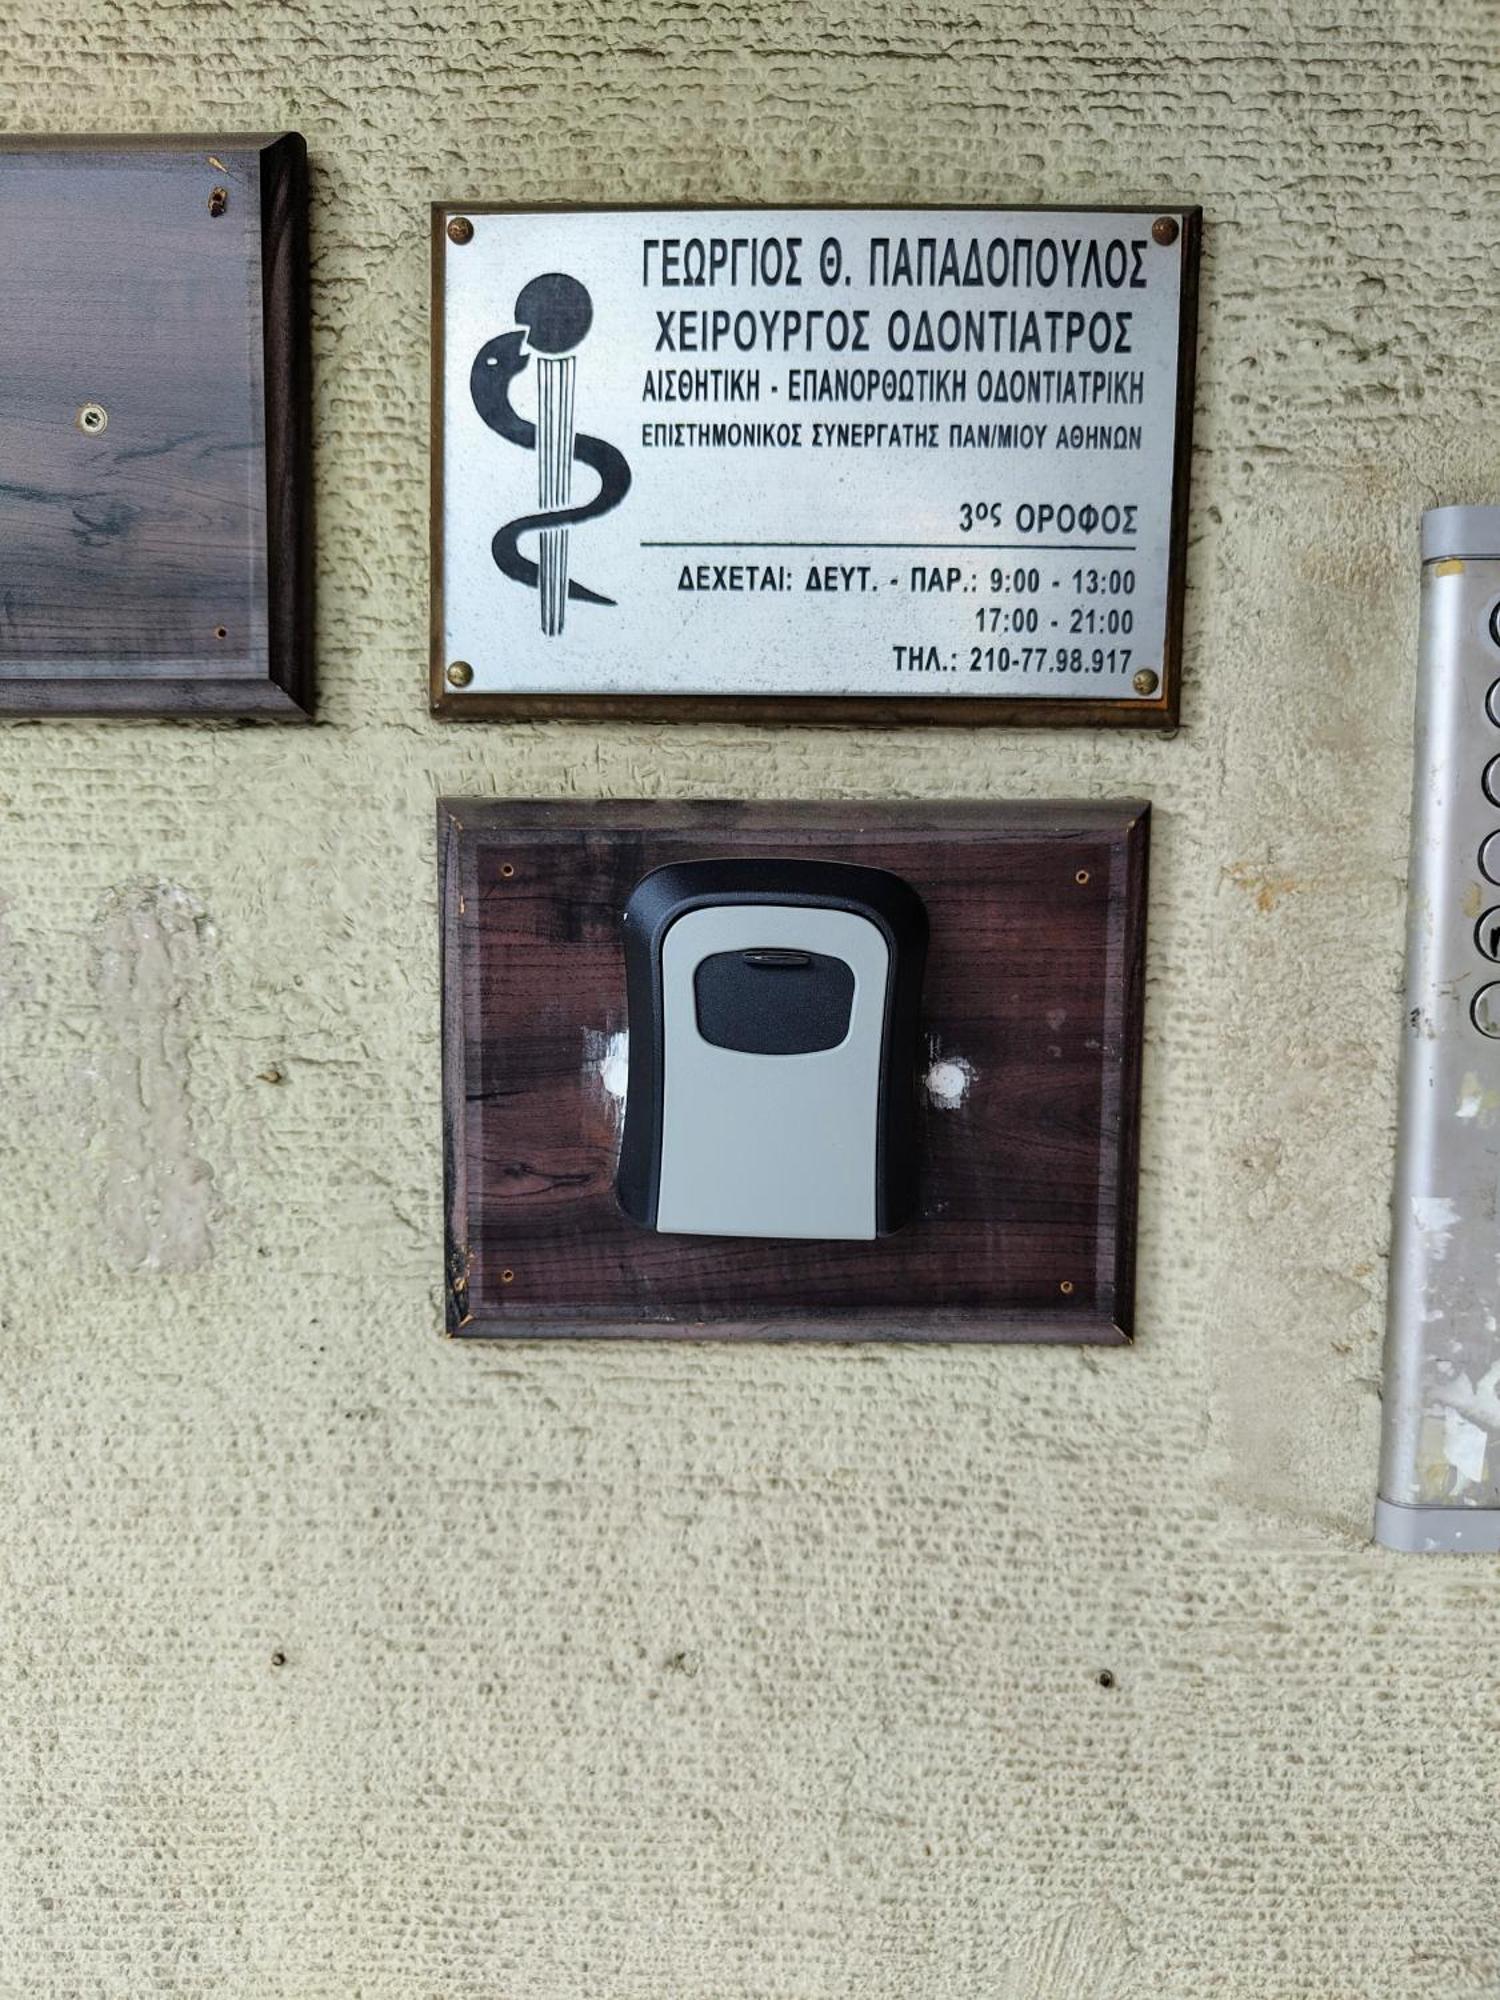 ΓΕΩΡΓΙΟΣ Θ. ΠΑΠΑΔΟΠΟΥΛΟΣ
ΧΕΙΡΟΥΡΓΟΣ ΟΔΟΝΤΙΑΤΡΟΣ
ΑΙΣΘΗΤΙΚΗ - ΕΠΑΝΟΡΘΩΤΙΚΗ ΟΔΟΝΤΙΑΤΡΙΚΗ
ΕΠΙΣΤΗΜΟΝΙΚΟΣ ΣΥΝΕΡΓΑΤΗΣ ΠΑΝ/ΜΙΟΥ ΑΘΗΝΩΝ
3ος ΟΡΟΦΟΣ
ΔΕΧΕΤΑΙ: ΔΕΥΤ. - ΠΑΡ.: 9:00 - 13:00
17:00 - 21:00
ΤΗΛ.: 210-77.98.917